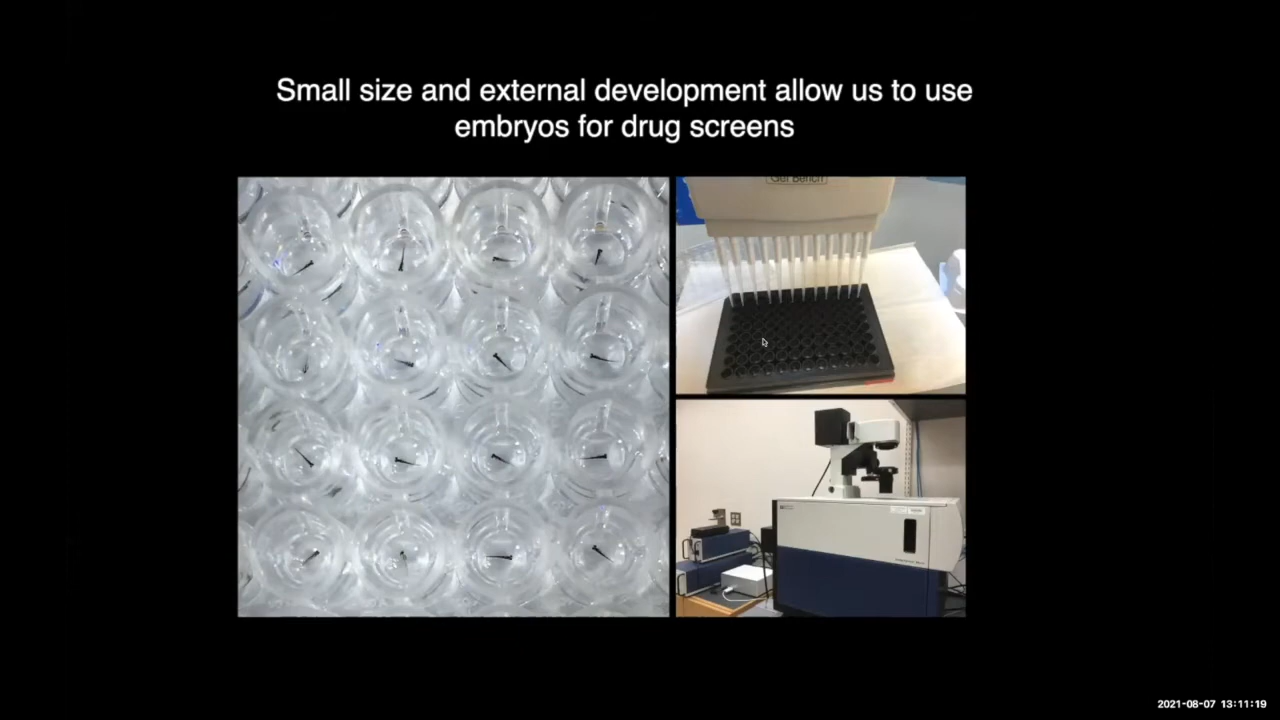 Small size and external development allow us to use
embryos for drug screens
2021-08-07 13:11:19